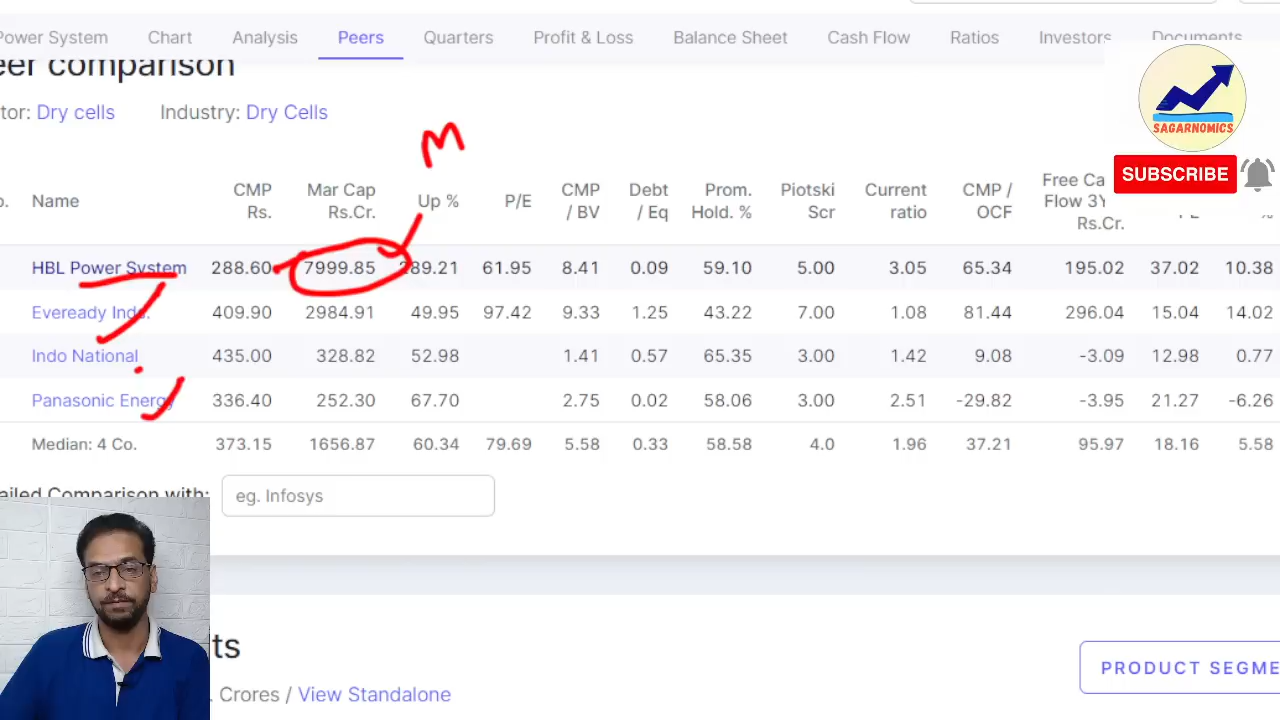 Power System Chart Analysis Peers Quarters Profit & Loss Balance Sheet Cash Flow Ratios Investors Documents
comparison
SAGARNOMICS
SUBSCRIBE
Dry cells Industry: Dry Cells
M
Name CMP Rs. Mar Cap Rs.Cr. Up % P/E CMP / BV Debt / Eq Prom. Hold. % Piotski Scr Current ratio CMP / OCF Free Flow 3Y Rs.Cr. %
HBL Power System 288.60 7999.85 61.95 8.41 0.09 59.10 5.00 3.05 65.34 195.02 37.02 10.38
Eveready Inds. 409.90 2984.91 49.95 97.42 9.33 1.25 43.22 7.00 1.08 81.44 296.04 15.04 14.02
Indo National 435.00 328.82 52.98 1.41 0.57 65.35 3.00 1.42 9.08 -3.09 12.98 0.77
Panasonic Energy 336.40 252.30 67.70 2.75 0.02 58.06 3.00 2.51 -29.82 -3.95 21.27 -6.26
Median: 4 Co. 373.15 1656.87 60.34 79.69 5.58 0.33 58.58 4.0 1.96 37.21 95.97 18.16 5.58
Comparison with: eg. Infosys
Crores / View Standalone
PRODUCT